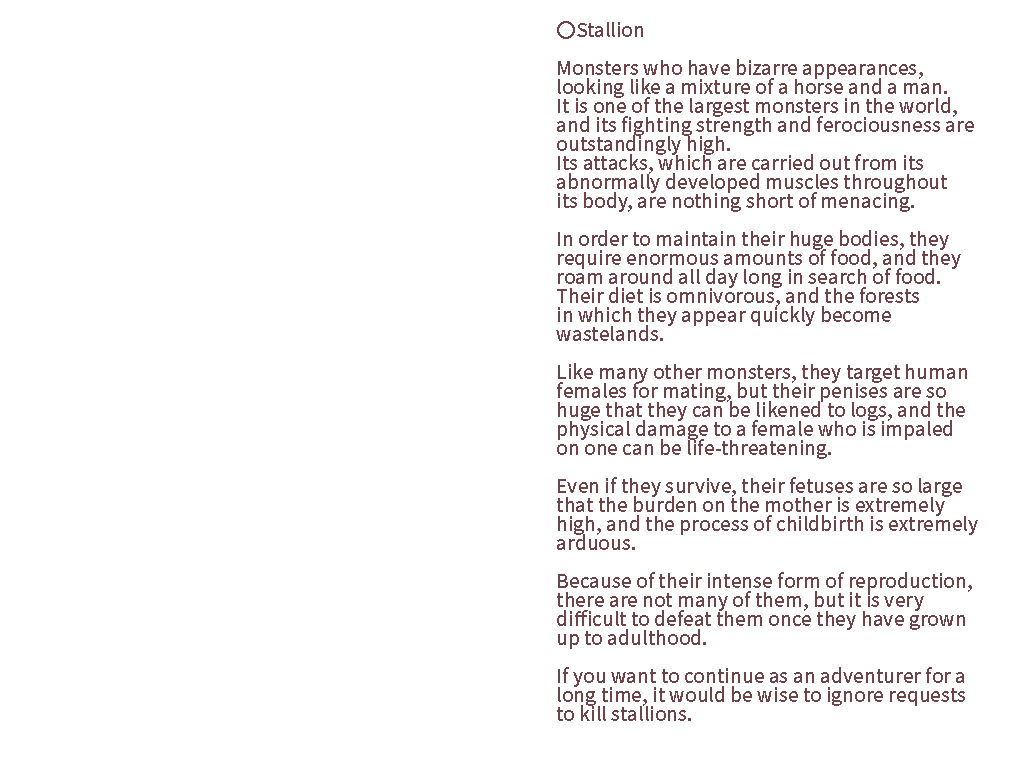 ○Stallion
Monsters who have bizarre appearances,
looking like a mixture of a horse and a man.
It is one of the largest monsters in the world,
and its fighting strength and ferociousness are
outstandingly high.
Its attacks, which are carried out from its
abnormally developed muscles throughout
its body, are nothing short of menacing.
In order to maintain their huge bodies, they
require enormous amounts of food, and they
roam around all day long in search of food.
Their diet is omnivorous, and the forests
in which they appear quickly become
wastelands.
Like many other monsters, they target human
females for mating, but their penises are so
huge that they can be likened to logs, and the
physical damage to a female who is impaled
on one can be life-threatening.
Even if they survive, their fetuses are so large
that the burden on the mother is extremely
high, and the process of childbirth is extremely
arduous.
Because of their intense form of reproduction,
there are not many of them, but it is very
difficult to defeat them once they have grown
up to adulthood.
If you want to continue as an adventurer for a
long time, it would be wise to ignore requests
to kill stallions.